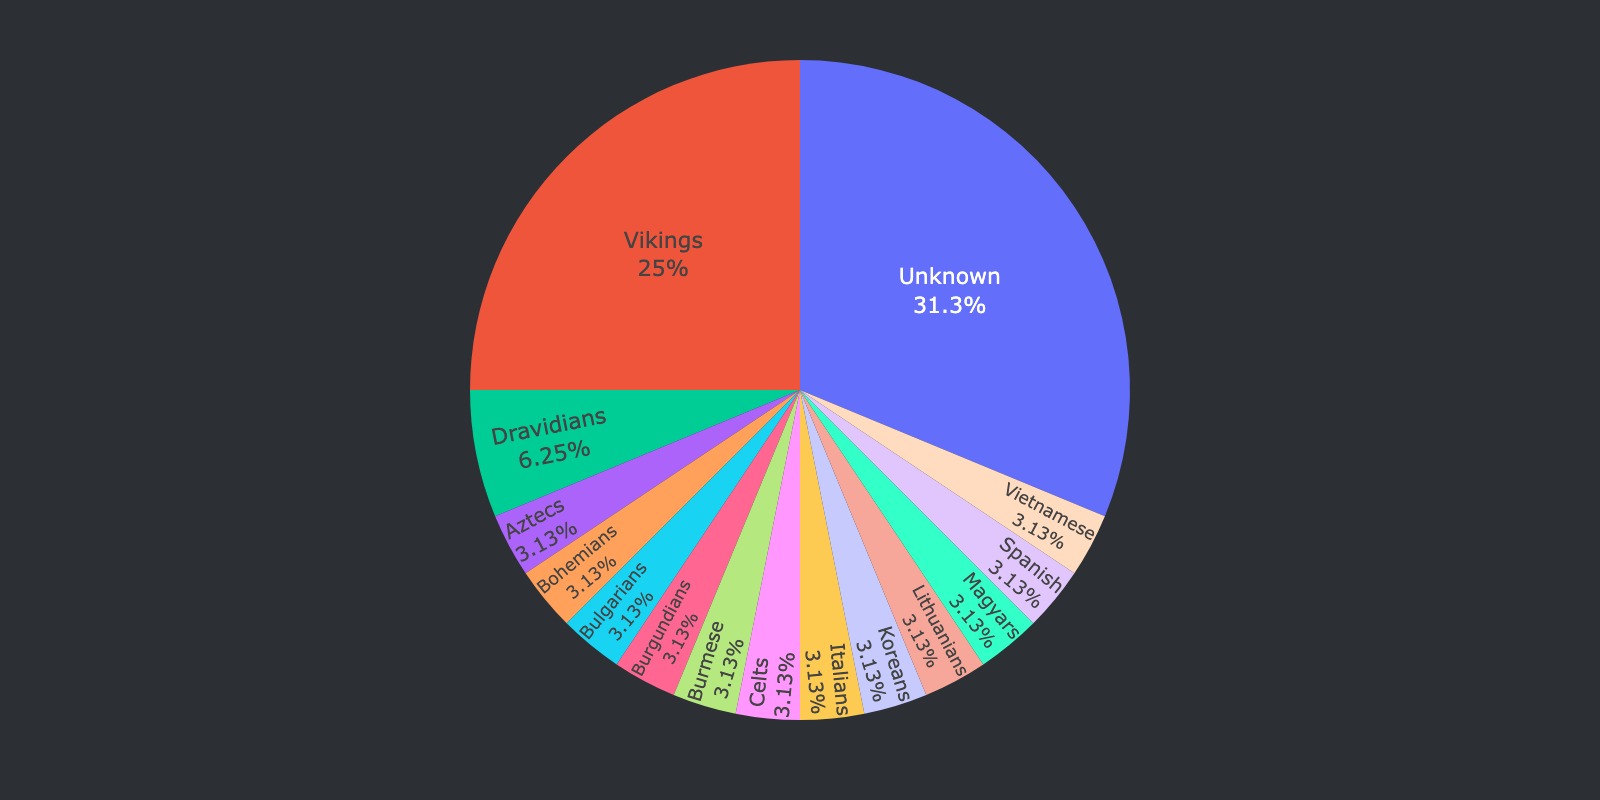 Vikings
25%
Unknown
31.3%
Dravidians
6.25%
Aztecs
3.13%
Bohemians
3.13%
Bulgarians
3.13%
Burgundians
3.13%
Burmese
3.13%
Celts
3.13%
Italians
3.13%
Koreans
3.13%
Lithuanians
3.13%
Magyars
3.13%
Spanish
3.13%
Vietnamese
3.13%